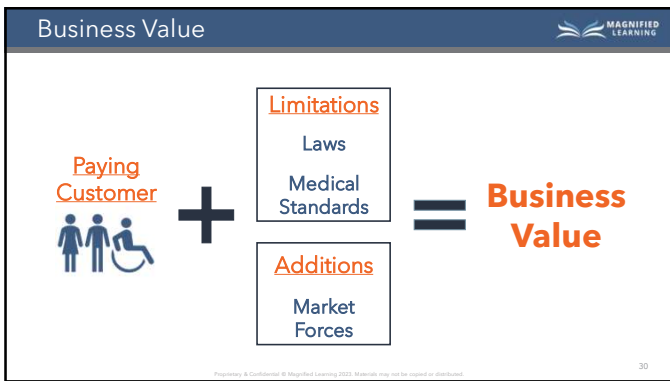 Business Value
MAGNIFIED
LEARNING
Paying
Customer
+
Limitations
Laws
Medical
Standards
Additions
Market
Forces
=
Business
Value
30
Proprietary & Confidential © Magnified Learning 2023. Materials may not be copied or distributed.